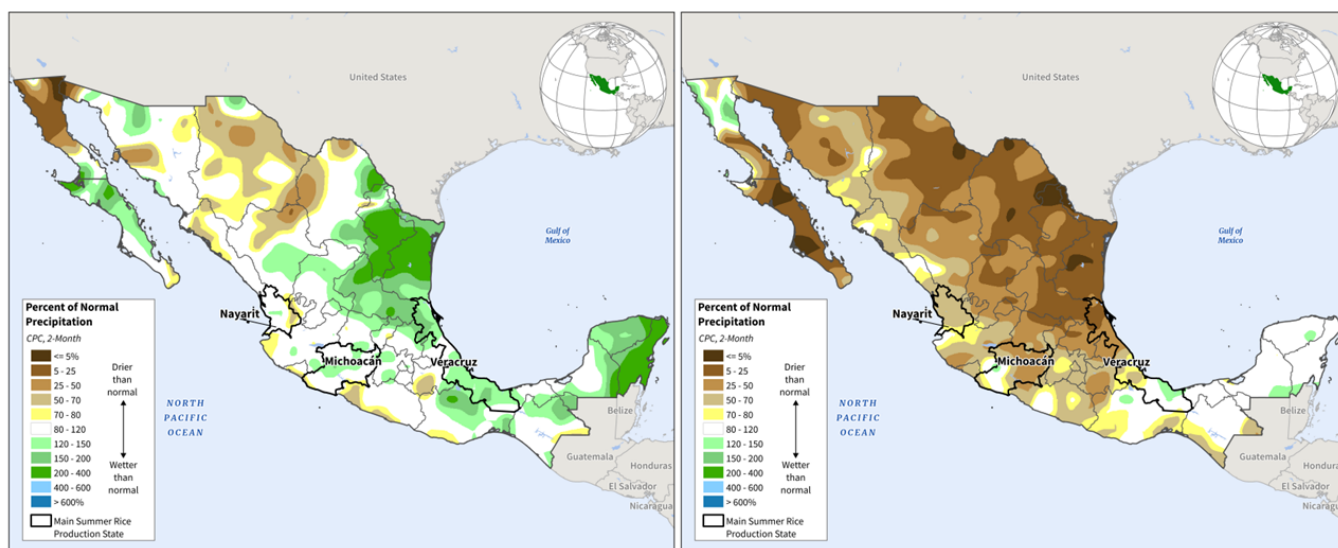 United States
Gulf of
Mexico
Nayarit
Michoacán
Veracruz
NORTH
PACIFIC
OCEAN
Belize
Guatemala
Honduras
El Salvador
Nicaragua
Percent of Normal
Precipitation
CPC, 2-Month
<= 5%
5 - 25
25 - 50
50 - 70
70 - 80
80 - 120
120 - 150
150 - 200
200 - 400
400 - 600
> 600%
Drier
than
normal
Wetter
than
normal
Main Summer Rice
Production State
United States
Gulf of
Mexico
Nayarit
Michoacán
Veracruz
NORTH
PACIFIC
OCEAN
Belize
Guatemala
Honduras
El Salvador
Nicaragua
Percent of Normal
Precipitation
CPC, 2-Month
<= 5%
5 - 25
25 - 50
50 - 70
70 - 80
80 - 120
120 - 150
150 - 200
200 - 400
400 - 600
> 600%
Drier
than
normal
Wetter
than
normal
Main Summer Rice
Production State